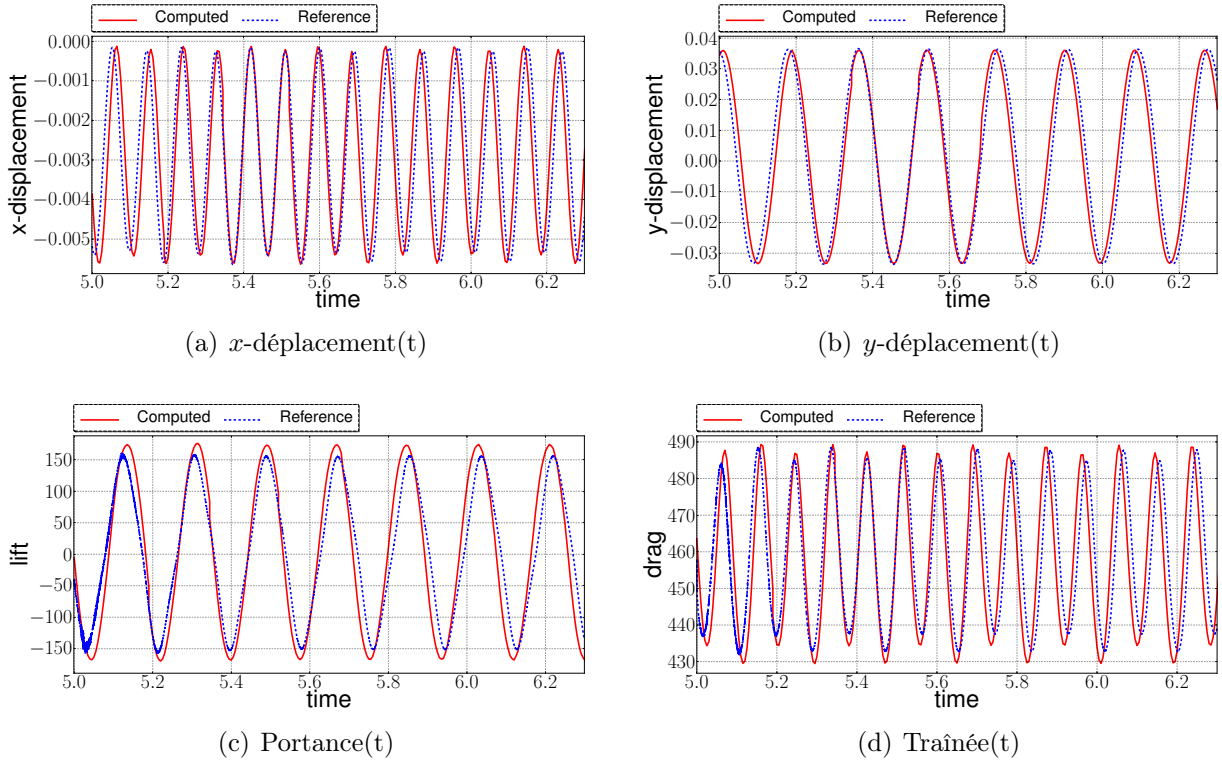 Computed Reference
0.000
−0.001
−0.002
−0.003
−0.004
−0.005
x-displacement
5.0 5.2 5.4 5.6 5.8 6.0 6.2
time
(a) x-déplacement(t)
Computed Reference
0.04
0.03
0.02
0.01
0.00
−0.01
−0.02
−0.03
y-displacement
5.0 5.2 5.4 5.6 5.8 6.0 6.2
time
(b) y-déplacement(t)
Computed Reference
150
100
50
0
−50
−100
−150
lift
5.0 5.2 5.4 5.6 5.8 6.0 6.2
time
(c) Portance(t)
Computed Reference
490
480
470
460
450
440
430
drag
5.0 5.2 5.4 5.6 5.8 6.0 6.2
time
(d) Traînée(t)